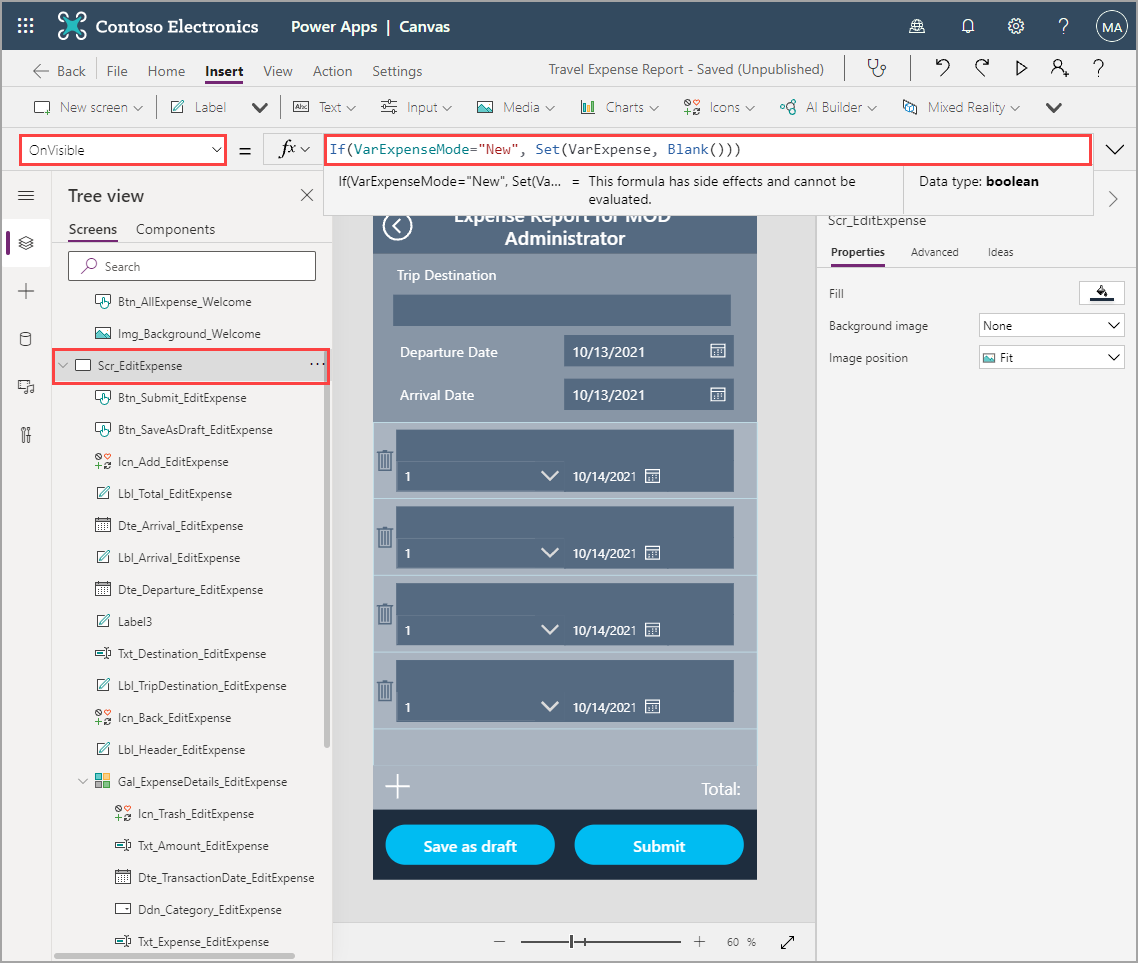 Contoso Electronics Power Apps | Canvas MA
Back File Home Insert View Action Settings Travel Expense Report - Saved (Unpublished)
New screen Label Abc Text Input Media Charts Icons AI Builder Mixed Reality
OnVisible = fx If(VarExpenseMode="New", Set(VarExpense, Blank()))
If(VarExpenseMode="New", Set(Va... = This formula has side effects and cannot be
evaluated.
Data type: boolean
Tree view
Screens Components
Search
Btn_AllExpense_Welcome
Img_Background_Welcome
Scr_EditExpense ...
Btn_Submit_EditExpense
Btn_SaveAsDraft_EditExpense
Icn_Add_EditExpense
Lbl_Total_EditExpense
Dte_Arrival_EditExpense
Lbl_Arrival_EditExpense
Dte_Departure_EditExpense
Label3
Txt_Destination_EditExpense
Lbl_TripDestination_EditExpense
Icn_Back_EditExpense
Lbl_Header_EditExpense
Gal_ExpenseDetails_EditExpense
Icn_Trash_EditExpense
Txt_Amount_EditExpense
Dte_TransactionDate_EditExpense
Ddn_Category_EditExpense
Txt_Expense_EditExpense
Expense Report for MOD
Administrator
Trip Destination
Departure Date 10/13/2021
Arrival Date 10/13/2021
1 10/14/2021
1 10/14/2021
1 10/14/2021
1 10/14/2021
Total:
Save as draft Submit
60 %
Scr_EditExpense
Properties Advanced Ideas
Fill
Background image None
Image position Fit